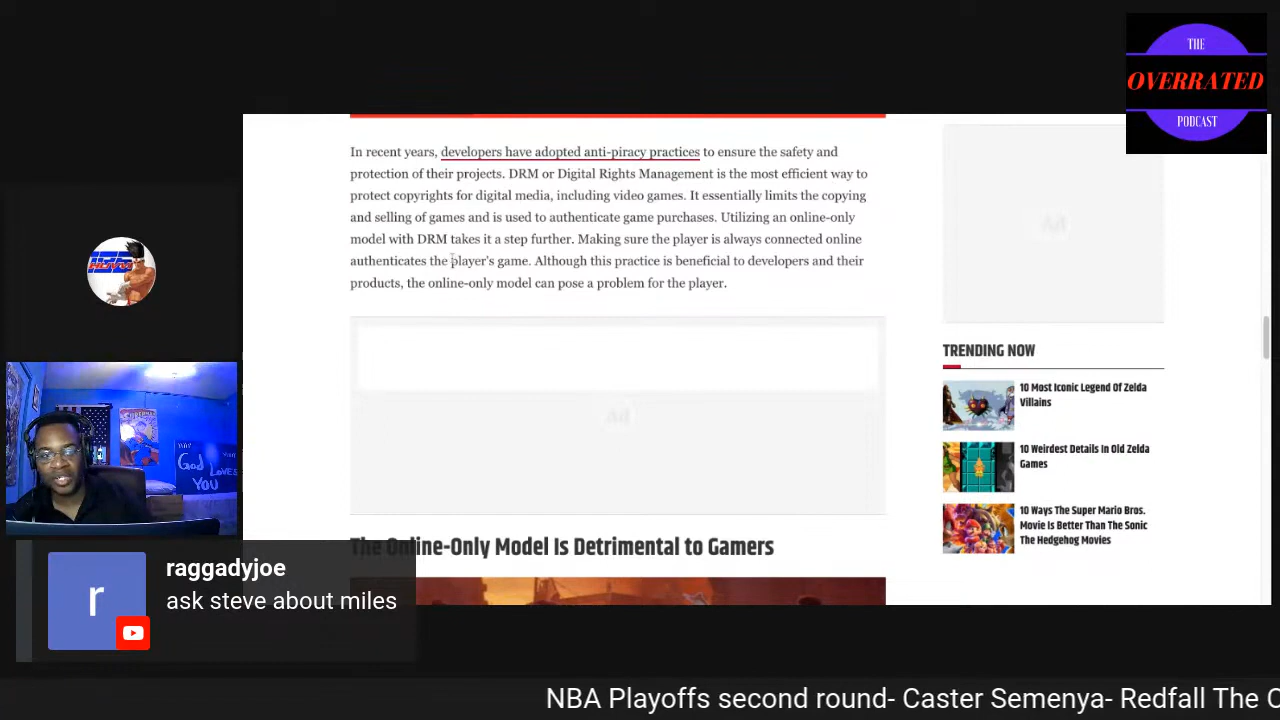 THE
OVERRATED
PODCAST
In recent years, developers have adopted anti-piracy practices to ensure the safety and
protection of their projects. DRM or Digital Rights Management is the most efficient way to
protect copyrights for digital media, including video games. It essentially limits the copying
and selling of games and is used to authenticate game purchases. Utilizing an online-only
model with DRM takes it a step further. Making sure the player is always connected online
authenticates the player's game. Although this practice is beneficial to developers and their
products, the online-only model can pose a problem for the player.
Ad
Ad
TRENDING NOW
10 Most Iconic Legend Of Zelda
Villains
10 Weirdest Details In Old Zelda
Games
10 Ways The Super Mario Bros.
Movie Is Better Than The Sonic
The Hedgehog Movies
God Loves
YOU
The Online-Only Model Is Detrimental to Gamers
r
raggadyjoe
ask steve about miles
NBA Playoffs second round- Caster Semenya- Redfall The